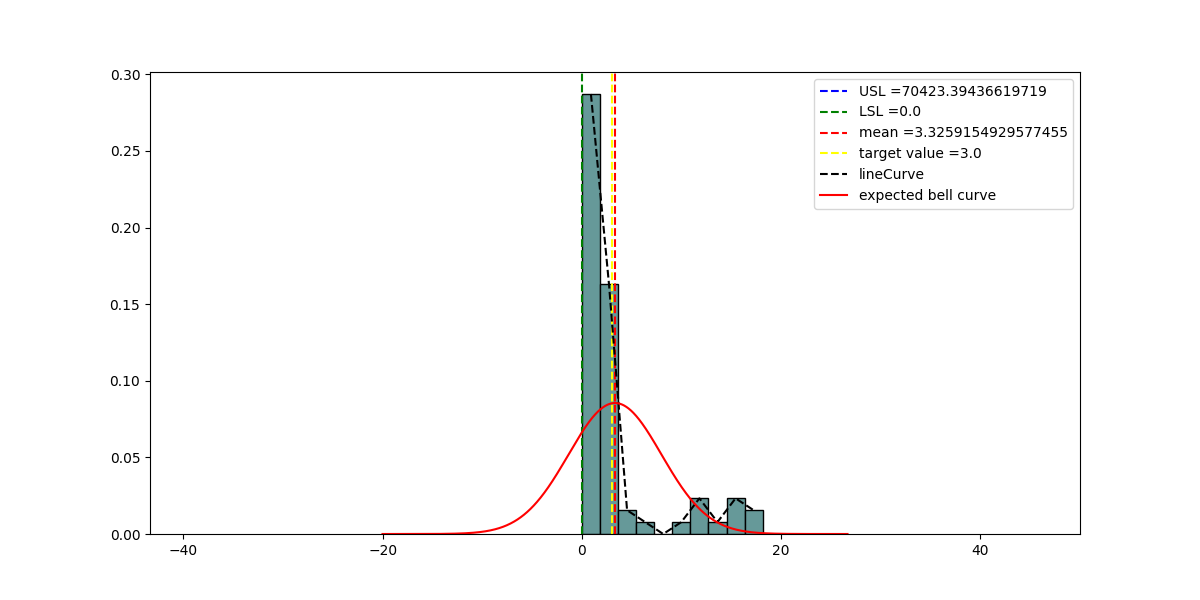 0.30
0.25
0.20
0.15
0.10
0.05
0.00
−40
−20
0
20
40
USL =70423.39436619719
LSL =0.0
mean =3.3259154929577455
target value =3.0
lineCurve
expected bell curve